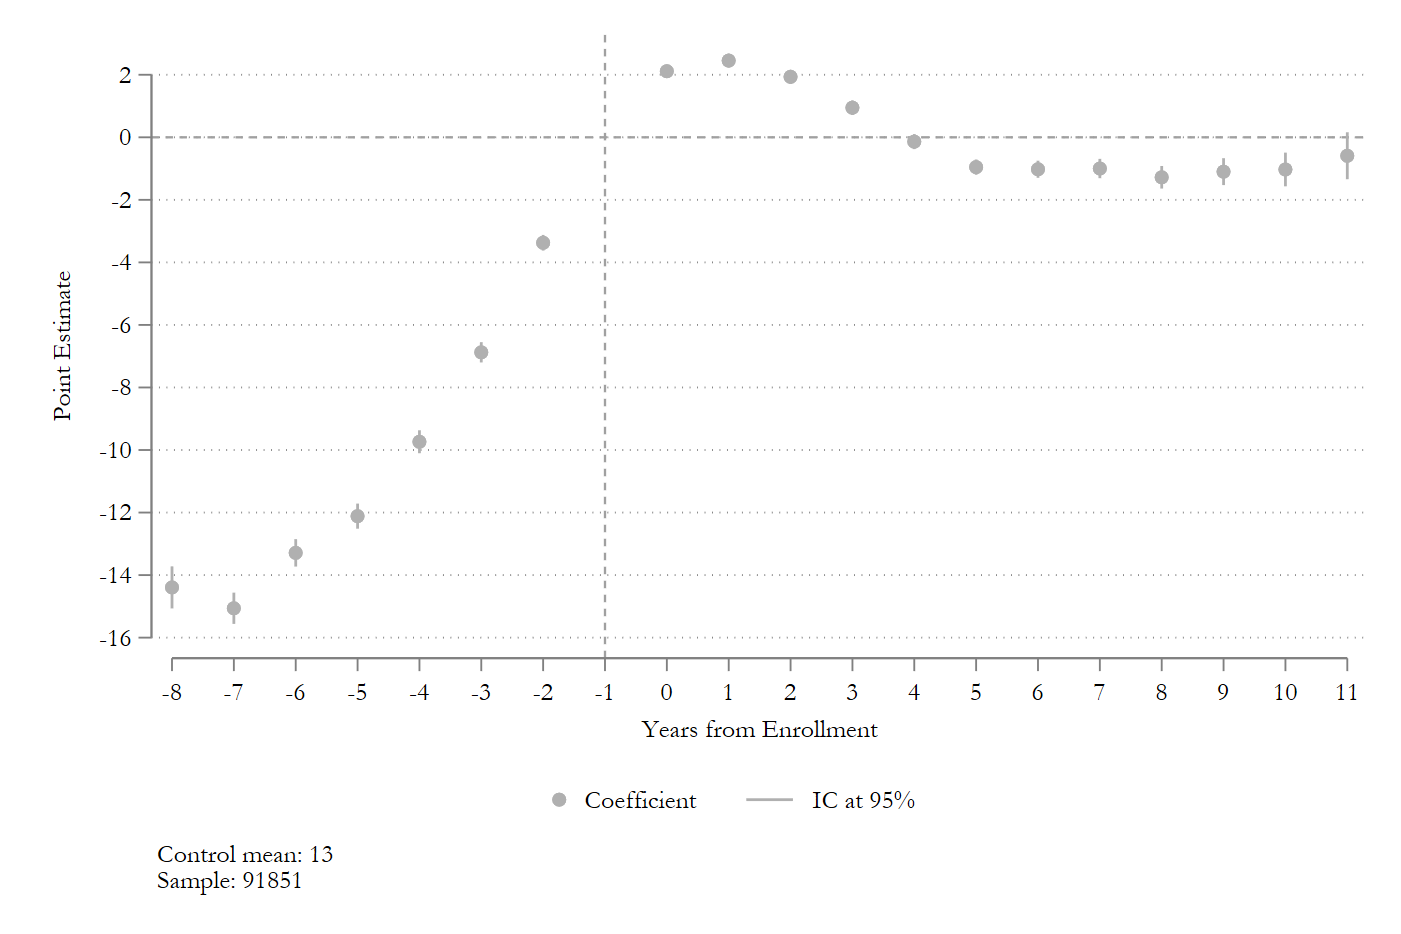 2
0
-2
-4
-6
-8
-10
-12
-14
-16
Point Estimate
-8 -7 -6 -5 -4 -3 -2 -1 0 1 2 3 4 5 6 7 8 9 10 11
Years from Enrollment
Coefficient IC at 95%
Control mean: 13
Sample: 91851